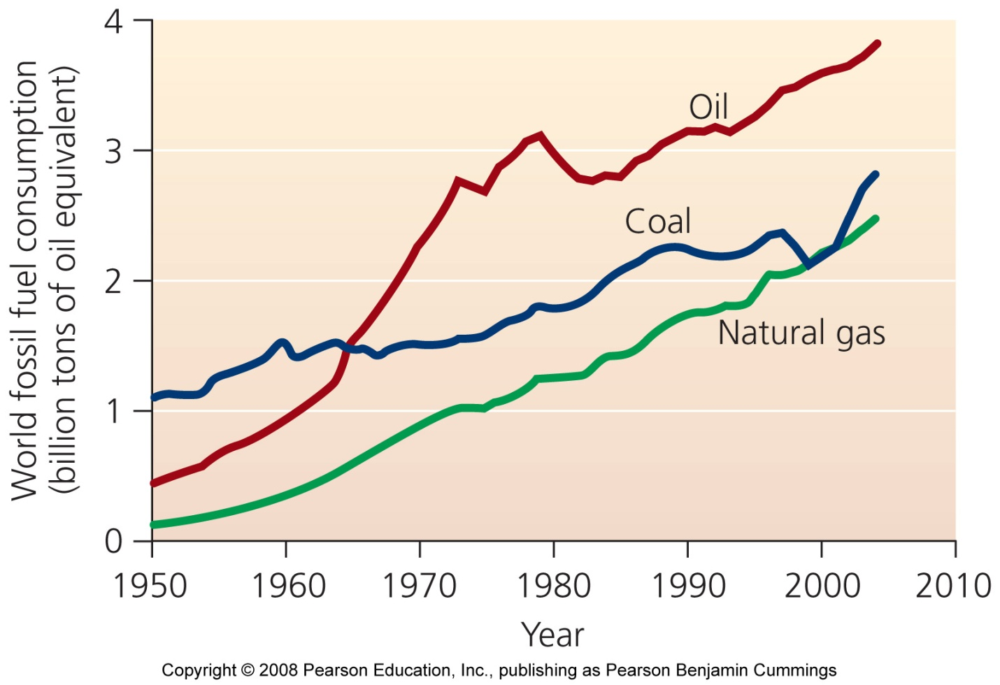 World fossil fuel consumption
(billion tons of oil equivalent)
4
3
2
1
0
Oil
Coal
Natural gas
1950 1960 1970 1980 1990 2000 2010
Year
Copyright © 2008 Pearson Education, Inc., publishing as Pearson Benjamin Cummings